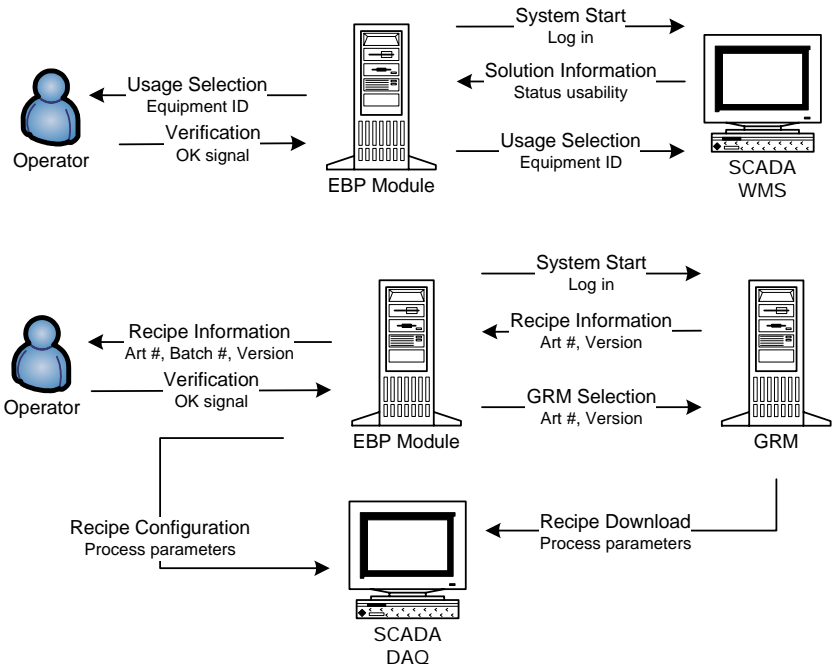 System Start
Log in
Usage Selection
Equipment ID
Solution Information
Status usability
Verification
OK signal
Usage Selection
Equipment ID
Operator
EBP Module
SCADA
WMS
System Start
Log in
Recipe Information
Art #, Batch #, Version
Recipe Information
Art #, Version
Verification
OK signal
GRM Selection
Art #, Version
Operator
EBP Module
GRM
Recipe Configuration
Process parameters
Recipe Download
Process parameters
SCADA
DAQ